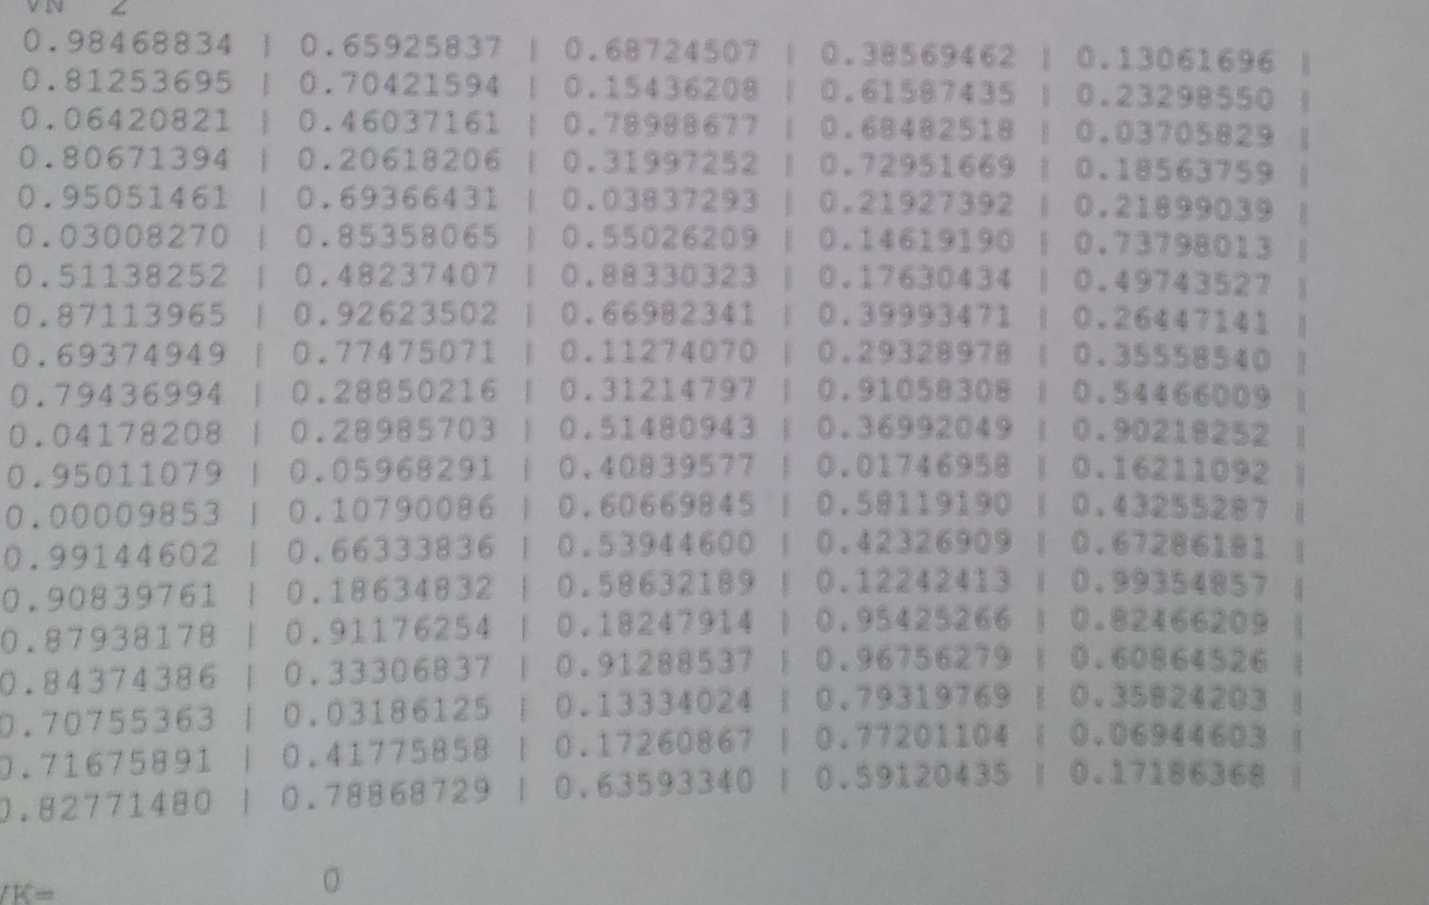 VN 2
0.98468834 | 0.65925837 | 0.68724507 | 0.38569462 | 0.13061696 |
0.81253695 | 0.70421594 | 0.15436208 | 0.61587435 | 0.23298550 |
0.06420821 | 0.46037161 | 0.78988677 | 0.68482518 | 0.03705829 |
0.80671394 | 0.20618206 | 0.31997252 | 0.72951669 | 0.18563759 |
0.95051461 | 0.69366431 | 0.03837293 | 0.21927392 | 0.21899039 |
0.03008270 | 0.85358065 | 0.55026209 | 0.14619190 | 0.73798013 |
0.51138252 | 0.48237407 | 0.88330323 | 0.17630434 | 0.49743527 |
0.87113965 | 0.92623502 | 0.66982341 | 0.39993471 | 0.26447141 |
0.69374949 | 0.77475071 | 0.11274070 | 0.29328978 | 0.35558540 |
0.79436994 | 0.28850216 | 0.31214797 | 0.91058308 | 0.54466009 |
0.04178208 | 0.28985703 | 0.51480943 | 0.36992049 | 0.90218252 |
0.95011079 | 0.05968291 | 0.40839577 | 0.01746958 | 0.16211092 |
0.00009853 | 0.10790086 | 0.60669845 | 0.58119190 | 0.43255287 |
0.99144602 | 0.66333836 | 0.53944600 | 0.42326909 | 0.67286181 |
0.90839761 | 0.18634832 | 0.58632189 | 0.12242413 | 0.99354857 |
0.87938178 | 0.91176254 | 0.18247914 | 0.95425266 | 0.82466209 |
0.84374386 | 0.33306837 | 0.91288537 | 0.96756279 | 0.60864526 |
0.70755363 | 0.03186125 | 0.13334024 | 0.79319769 | 0.35824203 |
0.71675891 | 0.41775858 | 0.17260867 | 0.77201104 | 0.06944603 |
0.82771480 | 0.78868729 | 0.63593340 | 0.59120435 | 0.17186368 |
VK= 0